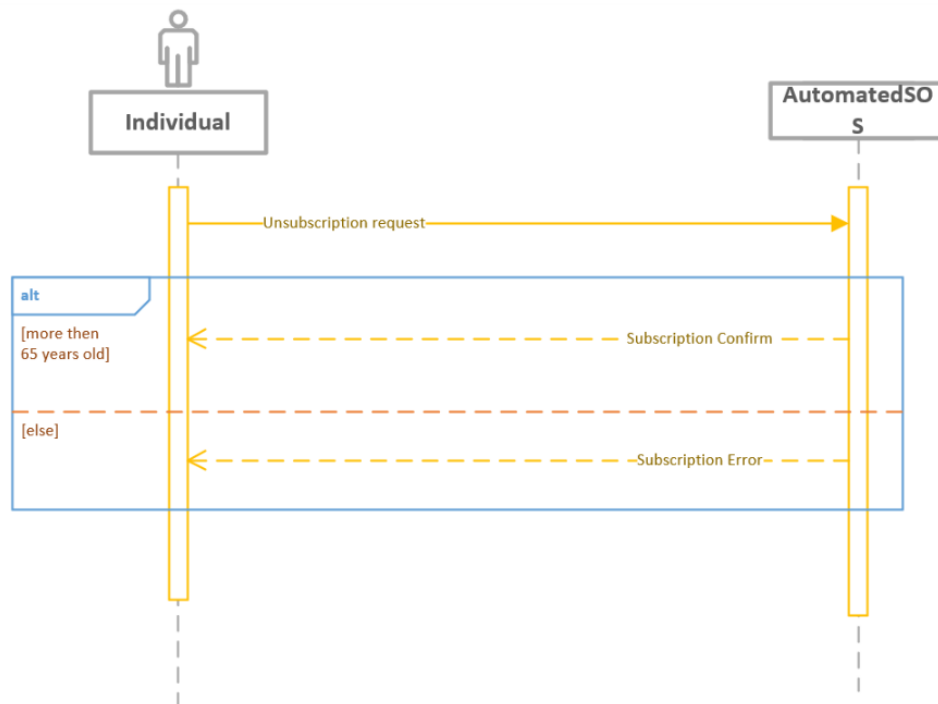 Individual
AutomatedSO
S
Unsubscription request
alt
[more then
65 years old]
Subscription Confirm
[else]
Subscription Error